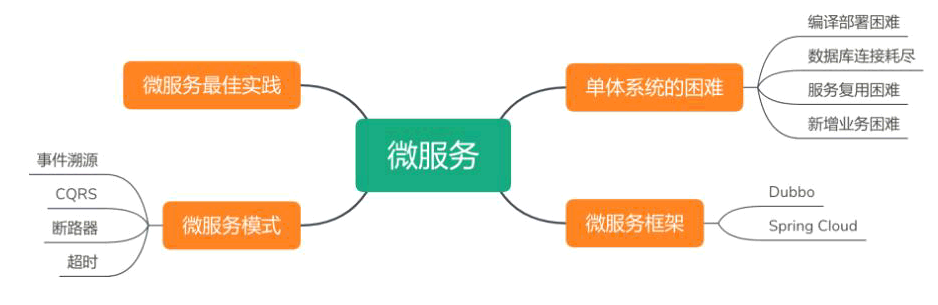 微服务
单体系统的困难
编译部署困难
数据库连接耗尽
服务复用困难
新增业务困难
微服务框架
Dubbo
Spring Cloud
微服务最佳实践
微服务模式
事件溯源
CQRS
断路器
超时